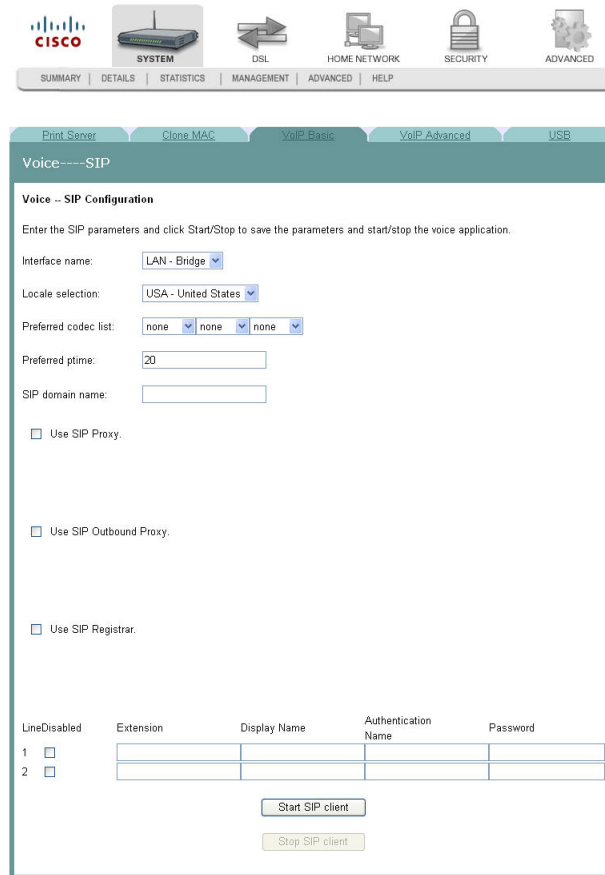 CISCO
SYSTEM
DSL
HOME NETWORK
SECURITY
ADVANCED
SUMMARY | DETAILS | STATISTICS | MANAGEMENT | ADVANCED | HELP
Print Server
Clone MAC
VoIP Basic
VoIP Advanced
USB
Voice----SIP
Voice -- SIP Configuration
Enter the SIP parameters and click Start/Stop to save the parameters and start/stop the voice application.
Interface name: LAN - Bridge
Locale selection: USA - United States
Preferred codec list: none none none
Preferred ptime: 20
SIP domain name:
Use SIP Proxy.
Use SIP Outbound Proxy.
Use SIP Registrar.
LineDisabled Extension Display Name Authentication Name Password
1
2
Start SIP client
Stop SIP client